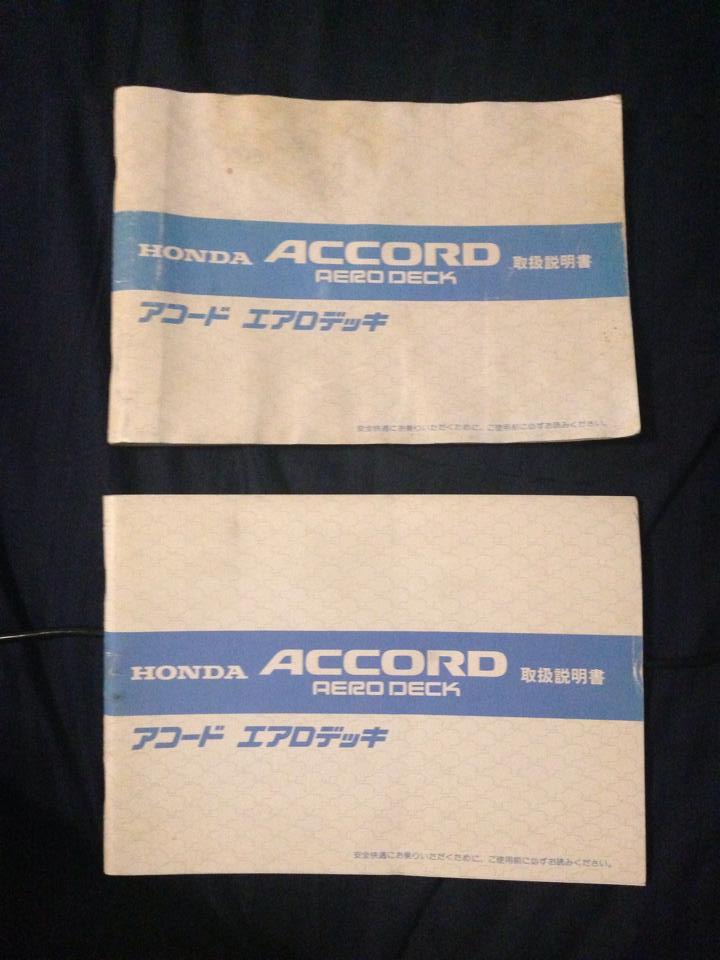 HONDA ACCORD 取扱説明書
AERO DECK
アコード エアロデッキ
安全快適にお乗りいただくために、ご使用前に必ずお読みください。
HONDA ACCORD 取扱説明書
AERO DECK
アコード エアロデッキ
安全快適にお乗りいただくために、ご使用前に必ずお読みください。